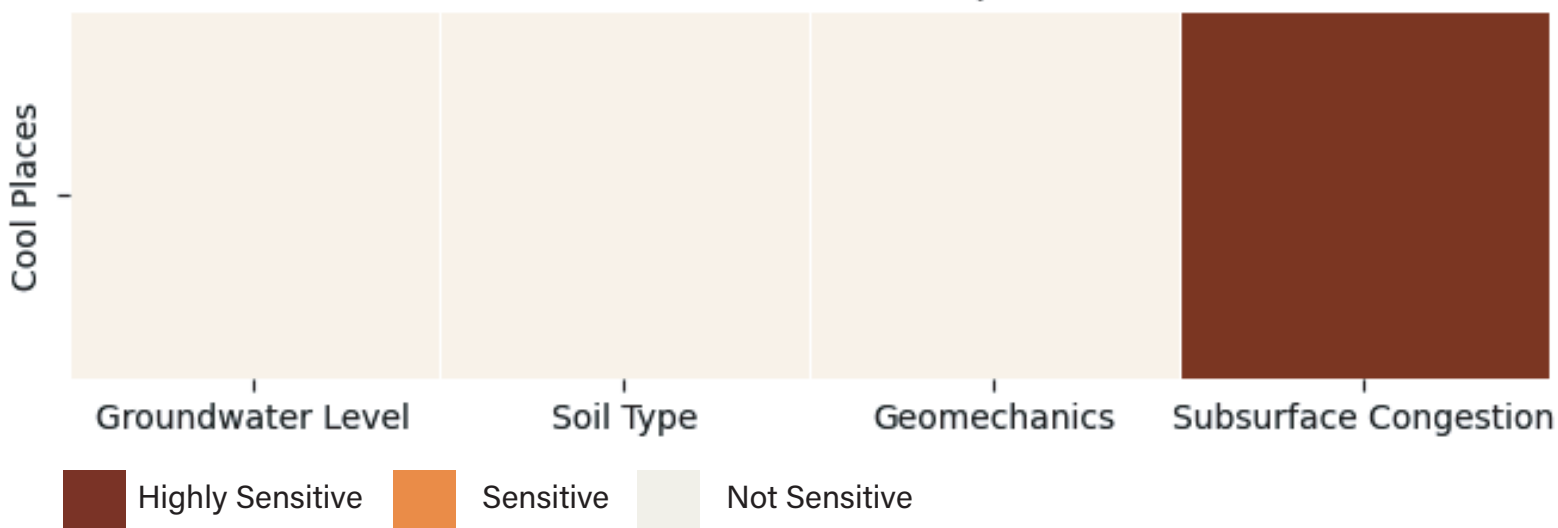 Cool Places
Groundwater Level
Soil Type
Geomechanics
Subsurface Congestion
Highly Sensitive
Sensitive
Not Sensitive